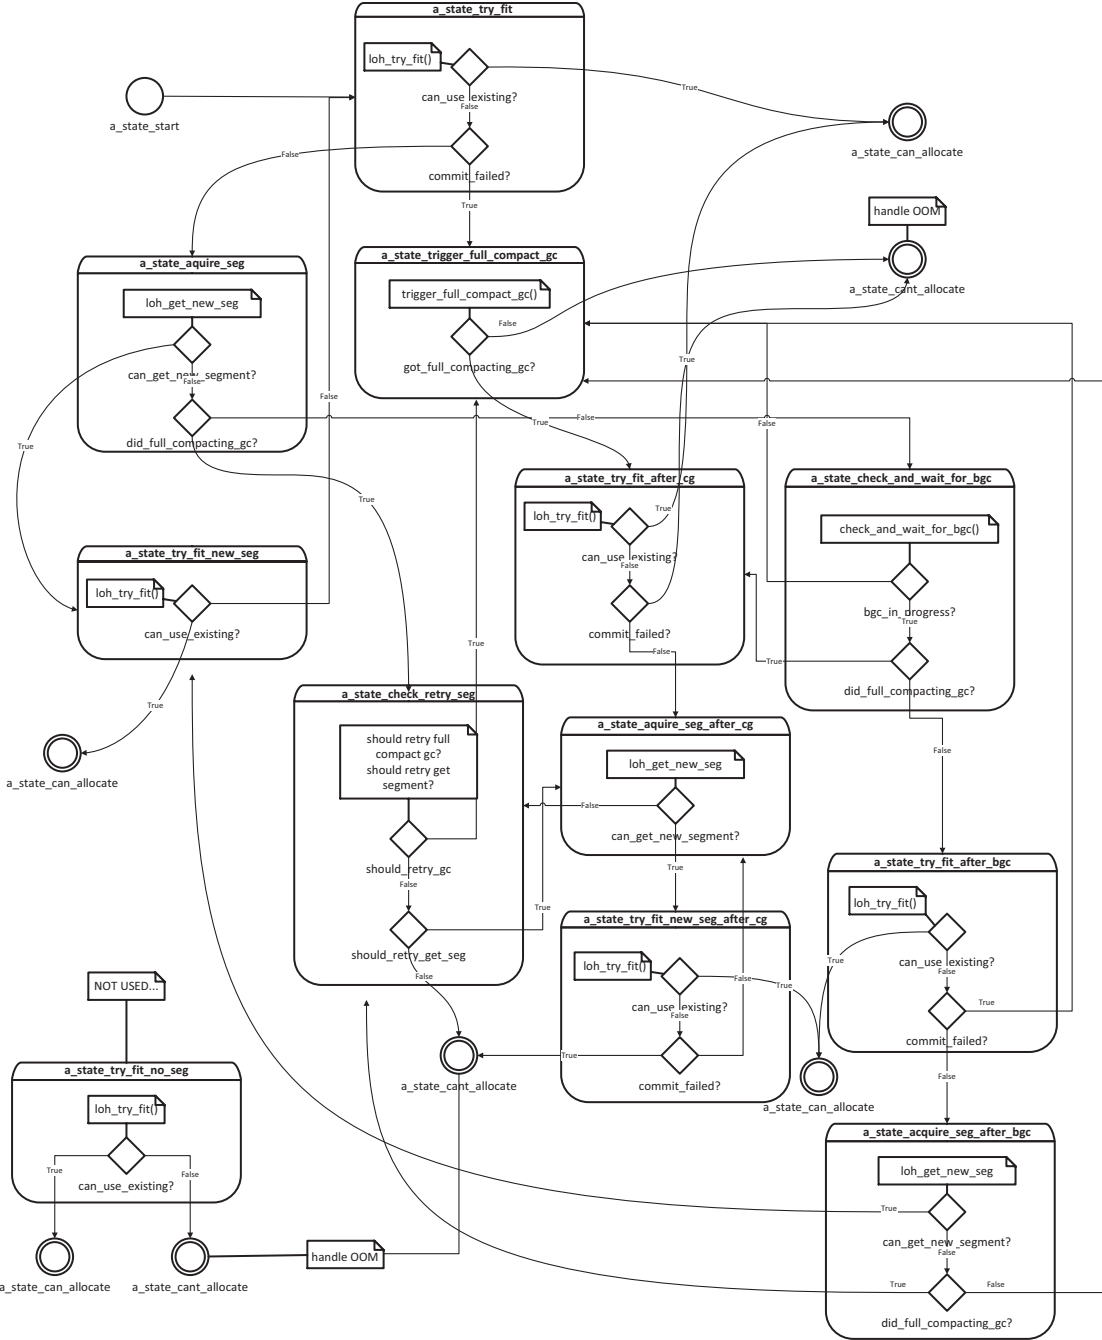 a_state_try_fit
loh_try_fit()
can_use_existing?
False
commit_failed?
True
True
False
a_state_start
a_state_can_allocate
handle OOM
a_state_cant_allocate
a_state_aquire_seg
loh_get_new_seg
can_get_new_segment?
False
did_full_compacting_gc?
True
True
False
False
a_state_trigger_full_compact_gc
trigger_full_compact_gc()
False
got_full_compacting_gc?
True
True
False
a_state_try_fit_after_cg
loh_try_fit()
True
can_use_existing?
False
commit_failed?
False
a_state_check_and_wait_for_bgc
check_and_wait_for_bgc()
bgc_in_progress?
True
did_full_compacting_gc?
True
False
a_state_try_fit_new_seg
loh_try_fit()
can_use_existing?
True
a_state_can_allocate
True
a_state_check_retry_seg
should retry full
compact gc?
should retry get
segment?
should_retry_gc
False
should_retry_get_seg
True
False
a_state_aquire_seg_after_cg
loh_get_new_seg
False
can_get_new_segment?
True
a_state_try_fit_new_seg_after_cg
loh_try_fit()
False
True
can_use_existing?
False
True
commit_failed?
a_state_cant_allocate
a_state_can_allocate
a_state_try_fit_after_bgc
loh_try_fit()
True
can_use_existing?
False
True
commit_failed?
False
NOT USED...
a_state_try_fit_no_seg
loh_try_fit()
True
False
can_use_existing?
a_state_can_allocate
a_state_cant_allocate
handle OOM
a_state_acquire_seg_after_bgc
loh_get_new_seg
True
can_get_new_segment?
False
True
False
did_full_compacting_gc?